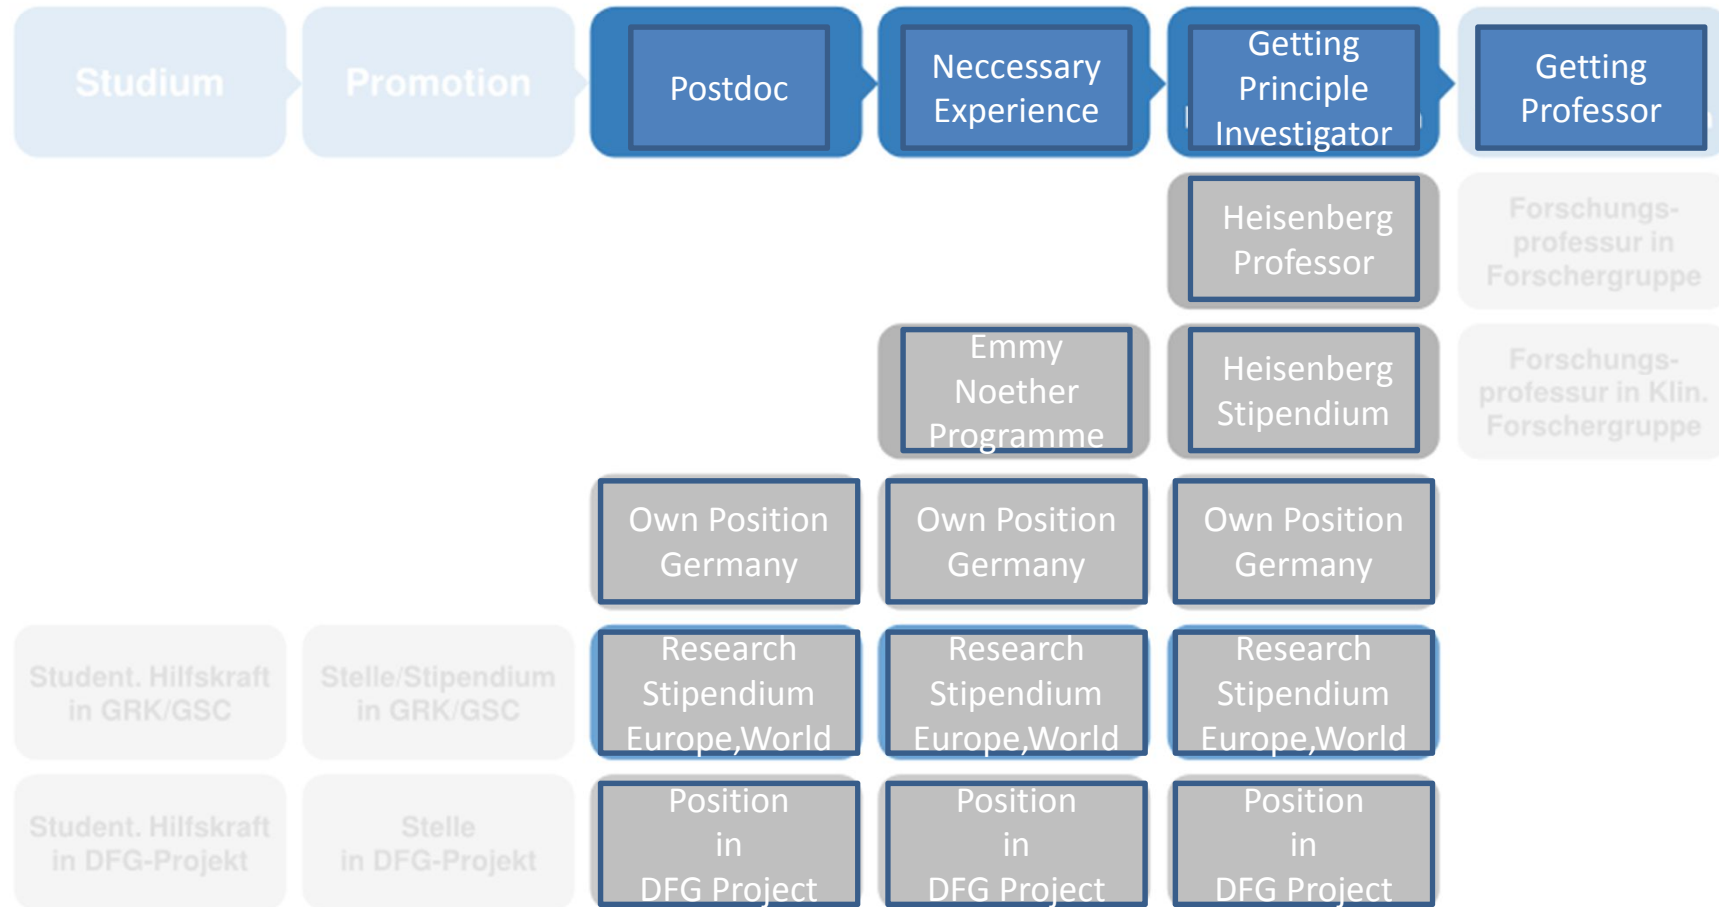 Studium
Promotion
Postdoc
Neccessary
Experience
Getting
Principle
Investigator
Getting
Professor
Heisenberg
Professor
Forschungs-
professur in
Forschergruppe
Emmy
Noether
Programme
Heisenberg
Stipendium
Forschungs-
professur in Klin.
Forschergruppe
Own Position
Germany
Own Position
Germany
Own Position
Germany
Student. Hilfskraft
in GRK/GSC
Stelle/Stipendium
in GRK/GSC
Research
Stipendium
Europe,World
Research
Stipendium
Europe,World
Research
Stipendium
Europe,World
Student. Hilfskraft
in DFG-Projekt
Stelle
in DFG-Projekt
Position
in
DFG Project
Position
in
DFG Project
Position
in
DFG Project